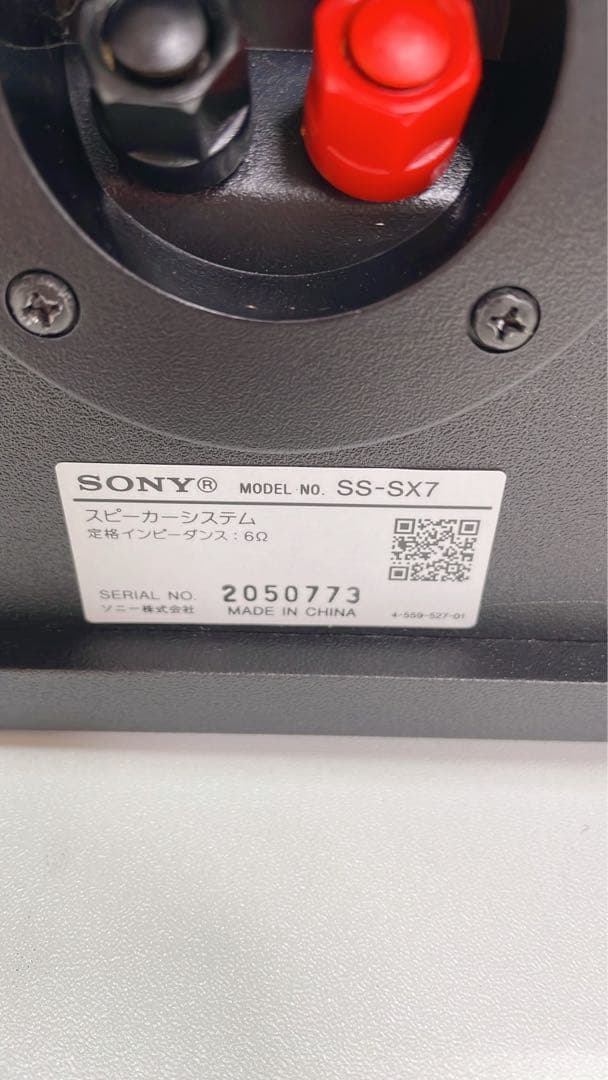 SONY® MODEL NO. SS-SX7
スピーカーシステム
定格インピーダンス：6Ω
SERIAL NO. 2050773
ソニー株式会社 MADE IN CHINA 4-559-527-01